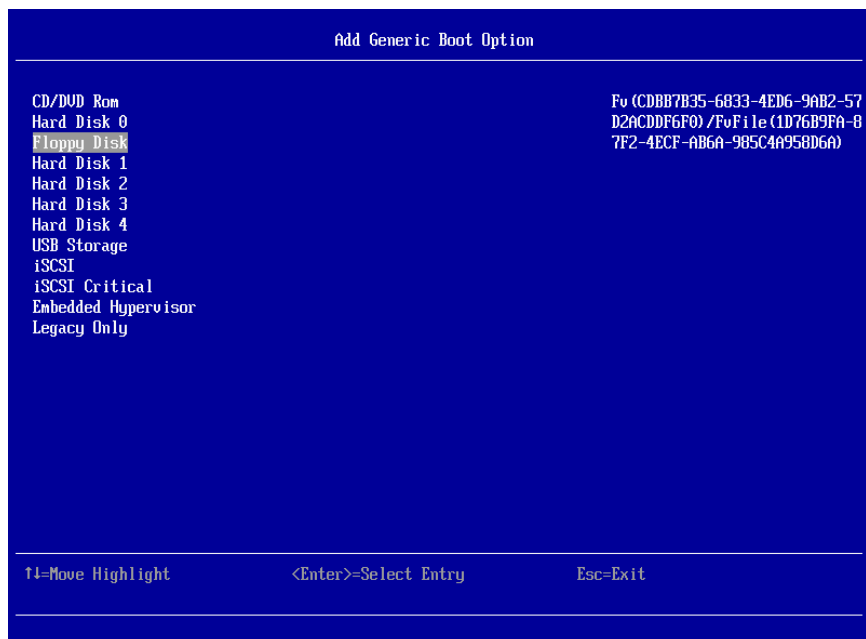 Add Generic Boot Option
CD/DVD Rom
Hard Disk 0
Floppy Disk
Hard Disk 1
Hard Disk 2
Hard Disk 3
Hard Disk 4
USB Storage
iSCSI
iSCSI Critical
Embedded Hypervisor
Legacy Only
Fv(CDBB7B35-6833-4ED6-9AB2-57
D2ACDDF6F0)/FvFile(1D76B9FA-8
7F2-4ECF-AB6A-985C4A958D6A)
↑↓=Move Highlight
<Enter>=Select Entry
Esc=Exit